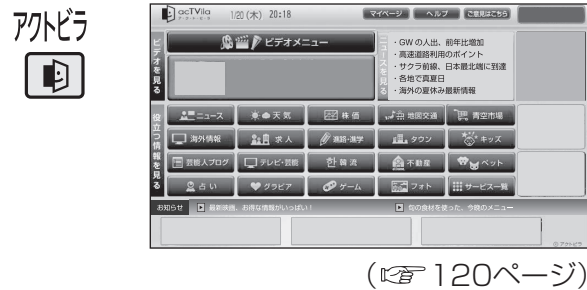 アクトビラ
acTVila
1/20 (木) 20:18
マイページ ヘルプ ご意見はこちら
ビデオを見る
ビデオメニュー
ニュースを見る
・GW の人出、前年比増加
・高速道路利用のポイント
・サクラ前線、日本最北端に到達
・各地で真夏日
・海外の夏休み最新情報
役立つ情報を見る
ニュース 天気 株価 地図交通 青空市場
海外情報 求人 進路・進学 タウン キッズ
芸能人ブログ テレビ・芸能 韓流 不動産 ペット
占い グラビア ゲーム フォト サービス一覧
お知らせ 最新映画、お得な情報がいっぱい! 旬の食材を使った、今晩のメニュー
© アクトビラ
(☞120ページ)